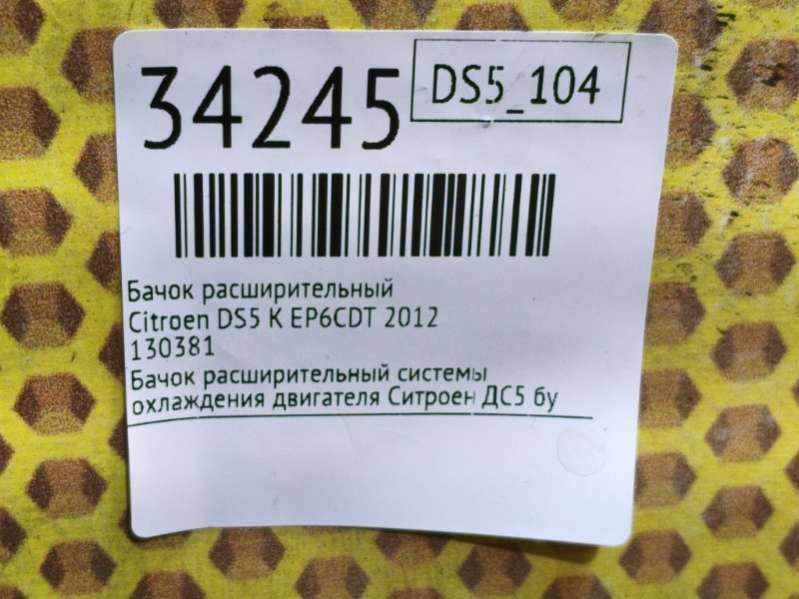 34245
DS5_104
Бачок расширительный
Citroen DS5 K EP6CDT 2012
130381
Бачок расширительный системы
охлаждения двигателя Ситроен ДС5 бу